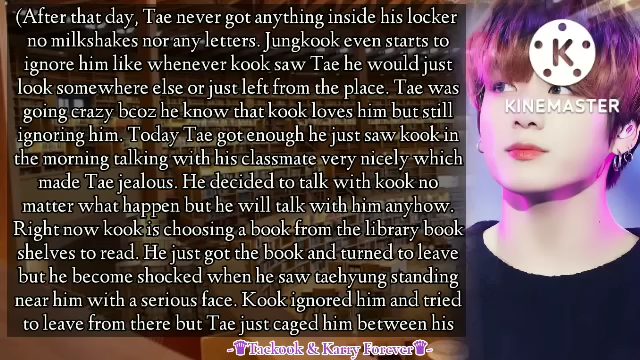 (After that day, Tae never got anything inside his locker
no milkshakes nor any letters. Jungkook even starts to
ignore him like whenever kook saw Tae he would just
look somewhere else or just left from the place. Tae was
going crazy bcoz he know that kook loves him but still
ignoring him. Today Tae got enough he just saw kook in
the morning talking with his classmate very nicely which
made Tae jealous. He decided to talk with kook no
matter what happen but he will talk with him anyhow.
Right now kook is choosing a book from the library book
shelves to read. He just got the book and turned to leave
but he become shocked when he saw taehyung standing
near him with a serious face. Kook ignored him and tried
to leave from there but Tae just caged him between his
K
KINEMASTER
-♛Taekook & Karry Forever♛-